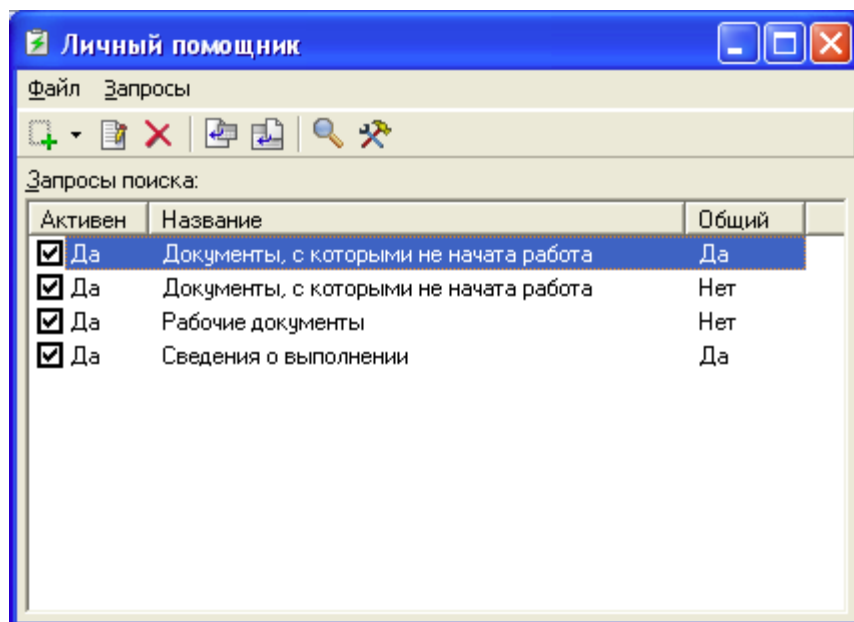 Личный помощник
Файл Запросы
Запросы поиска:
Активен Название Общий
Да Документы, с которыми не начата работа Да
Да Документы, с которыми не начата работа Нет
Да Рабочие документы Нет
Да Сведения о выполнении Да